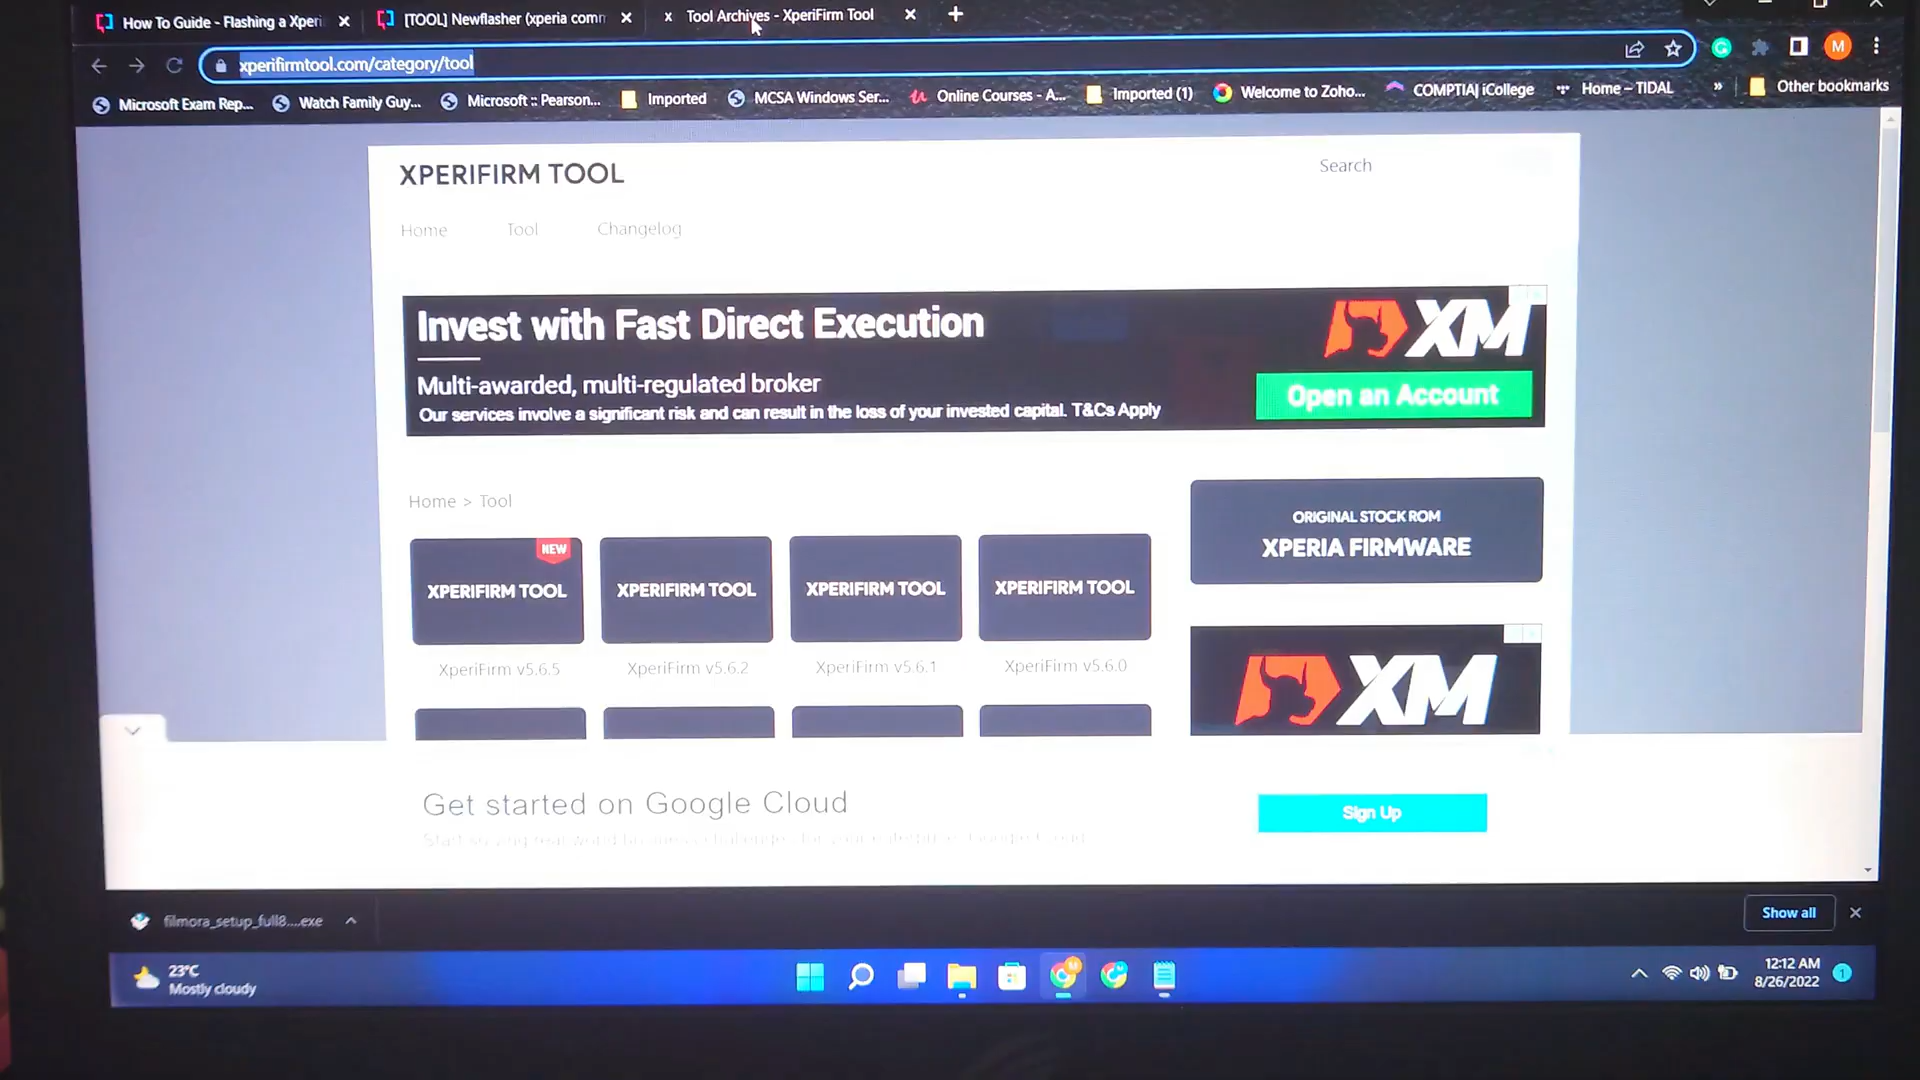 How To Guide - Flashing a Xperi
[TOOL] Newflasher (xperia comm
x Tool Archives - XperiFirm Tool
xperifirmtool.com/category/tool
M
Microsoft Exam Rep...
Watch Family Guy...
Microsoft :: Pearson...
Imported
MCSA Windows Ser...
Online Courses - A...
Imported (1)
Welcome to Zoho...
COMPTIA| iCollege
Home – TIDAL
»
Other bookmarks
XPERIFIRM TOOL
Search
Home Tool Changelog
Invest with Fast Direct Execution
XM
Multi-awarded, multi-regulated broker
Our services involve a significant risk and can result in the loss of your invested capital. T&Cs Apply
Open an Account
Home > Tool
ORIGINAL STOCK ROM
XPERIA FIRMWARE
NEW
XPERIFIRM TOOL XPERIFIRM TOOL XPERIFIRM TOOL XPERIFIRM TOOL
XperiFirm v5.6.5 XperiFirm v5.6.2 XperiFirm v5.6.1 XperiFirm v5.6.0
XM
Get started on Google Cloud
Sign Up
filmora_setup_full8....exe
Show all
23°C
Mostly cloudy
12:12 AM
8/26/2022
1